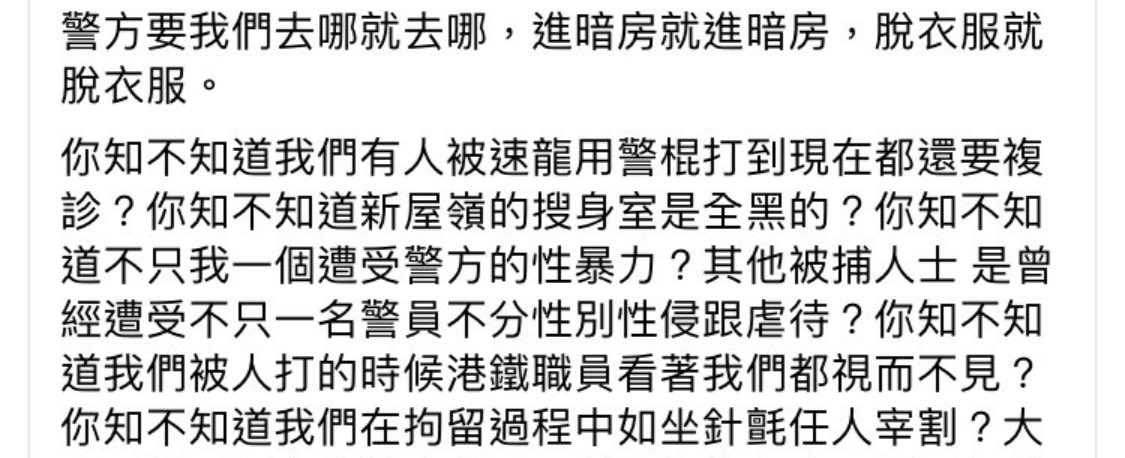 警方要我們去哪就去哪，進暗房就進暗房，脫衣服就
脫衣服。
你知不知道我們有人被速龍用警棍打到現在都還要複
診？你知不知道新屋嶺的搜身室是全黑的？你知不知
道不只我一個遭受警方的性暴力？其他被捕人士 是曾
經遭受不只一名警員不分性別性侵跟虐待？你知不知
道我們被人打的時候港鐵職員看著我們都視而不見？
你知不知道我們在拘留過程中如坐針氈任人宰割？大